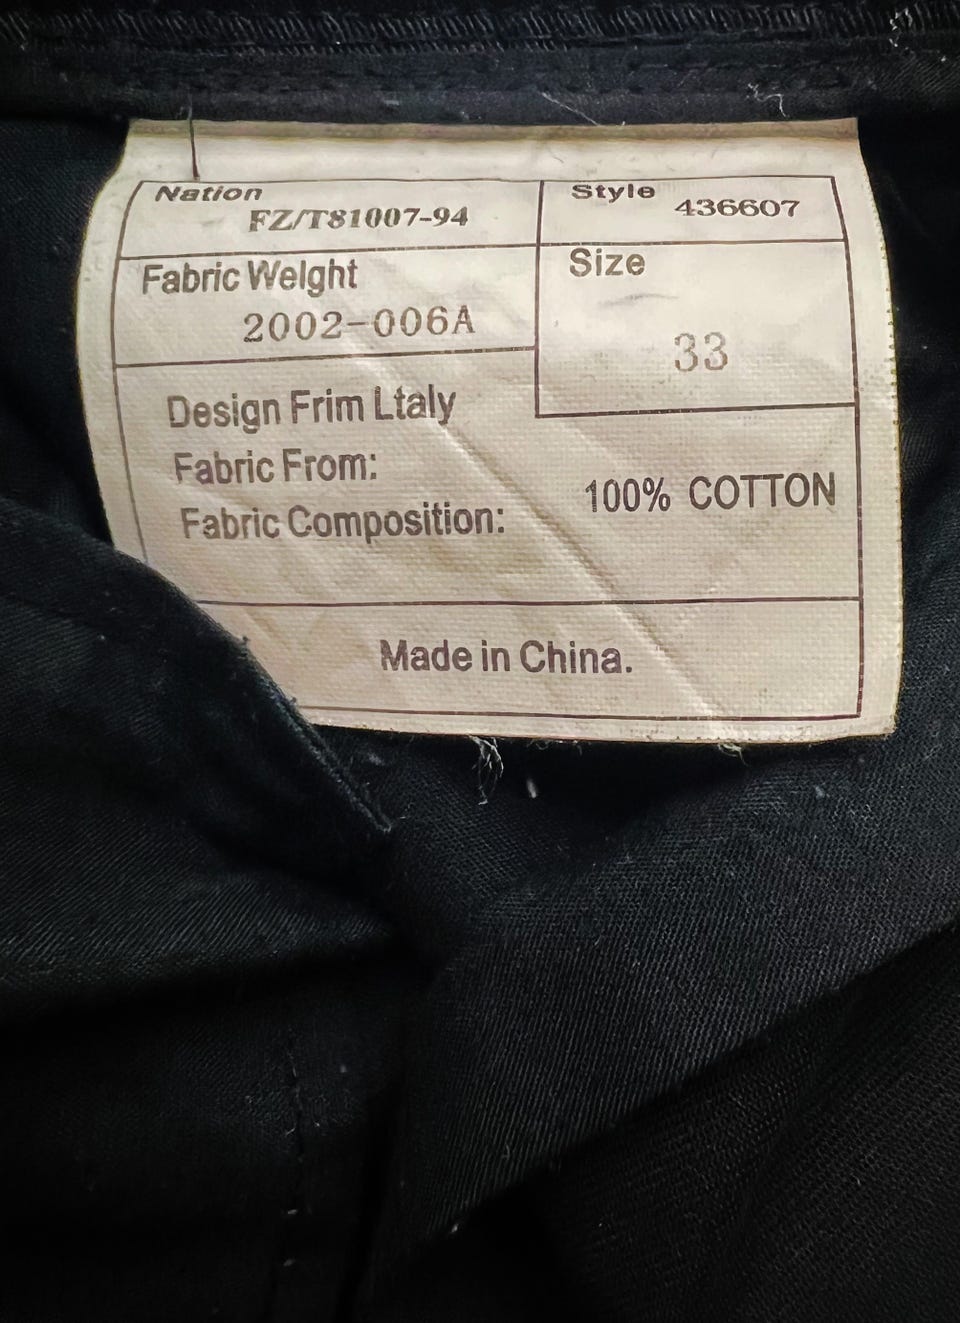 Nation
FZ/T81007-94
Style
436607
Fabric Welght
2002-006A
Size
33
Design Frim Ltaly
Fabric From:
Fabric Composition:
100% COTTON
Made in China.